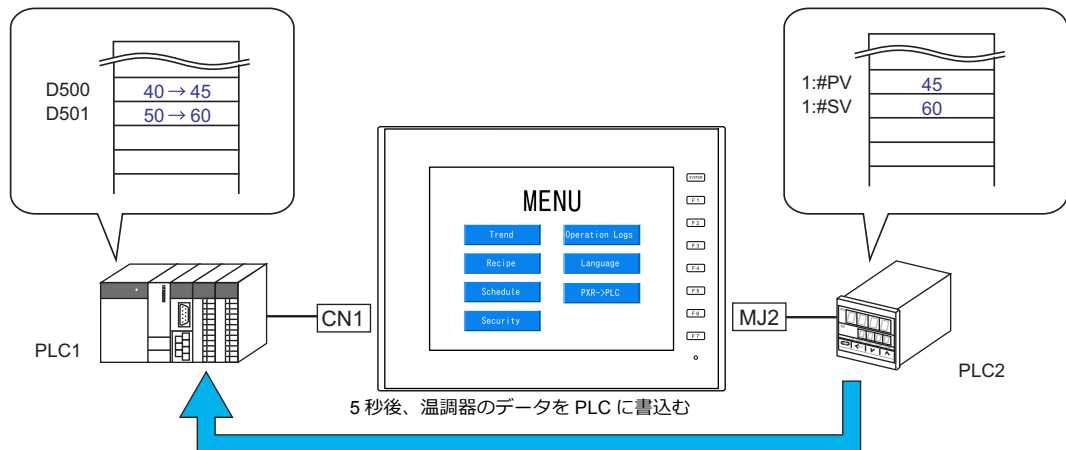 D500
40→45
D501
50→60
1:#PV
45
1:#SV
60
MENU
Trend
Operation Logs
Recipe
Language
Schedule
PXR->PLC
Security
SYSTEM
F1
F2
F3
F4
F5
F6
F7
PLC1
CN1
MJ2
PLC2
5 秒後、温調器のデータを PLC に書込む